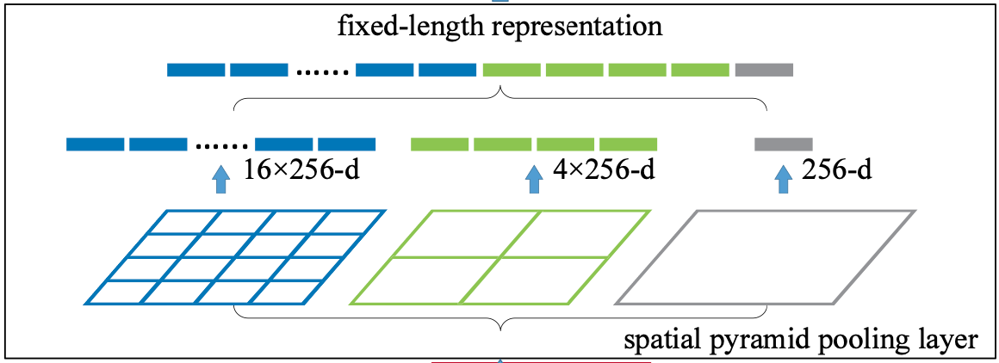 fixed-length representation
......
......
16×256-d
4×256-d
256-d
spatial pyramid pooling layer